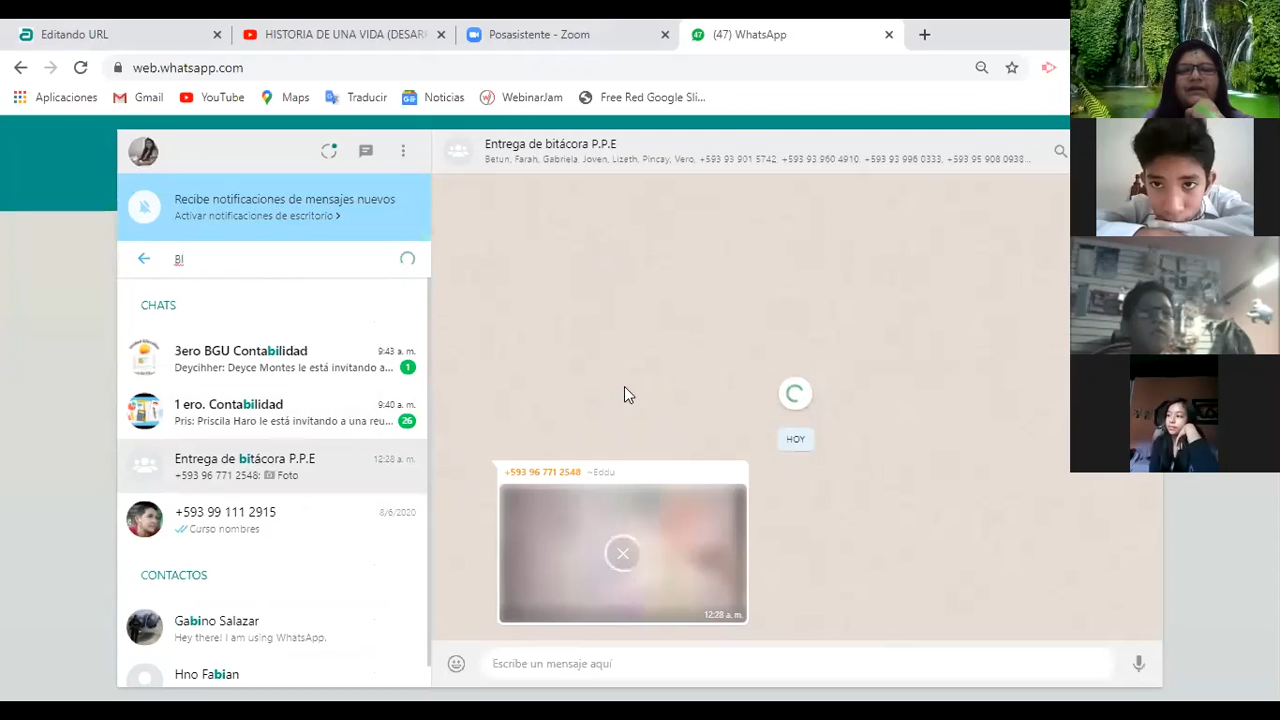 Editando URL
HISTORIA DE UNA VIDA (DESAR
Posasistente - Zoom
(47) WhatsApp
web.whatsapp.com
Aplicaciones
Gmail
YouTube
Maps
Traducir
Noticias
WebinarJam
Free Red Google Sli...
Entrega de bitácora P.P.E
Betun, Farah, Gabriela, Joven, Lizeth, Pincay, Vero, +593 93 901 5742, +593 93 960 4910, +593 93 996 0333, +593 95 908 0938...
Recibe notificaciones de mensajes nuevos
Activar notificaciones de escritorio >
BI
CHATS
3ero BGU Contabilidad
9:43 a. m.
Deycihher: Deyce Montes le está invitando a...
1
1 ero. Contabilidad
9:40 a. m.
Pris: Priscila Haro le está invitando a una reu...
26
Entrega de bitácora P.P.E
12:28 a. m.
+593 96 771 2548: Foto
+593 99 111 2915
8/6/2020
Curso nombres
CONTACTOS
Gabino Salazar
Hey there! I am using WhatsApp.
Hno Fabian
HOY
+593 96 771 2548 ~Eddu
12:28 a. m.
Escribe un mensaje aquí